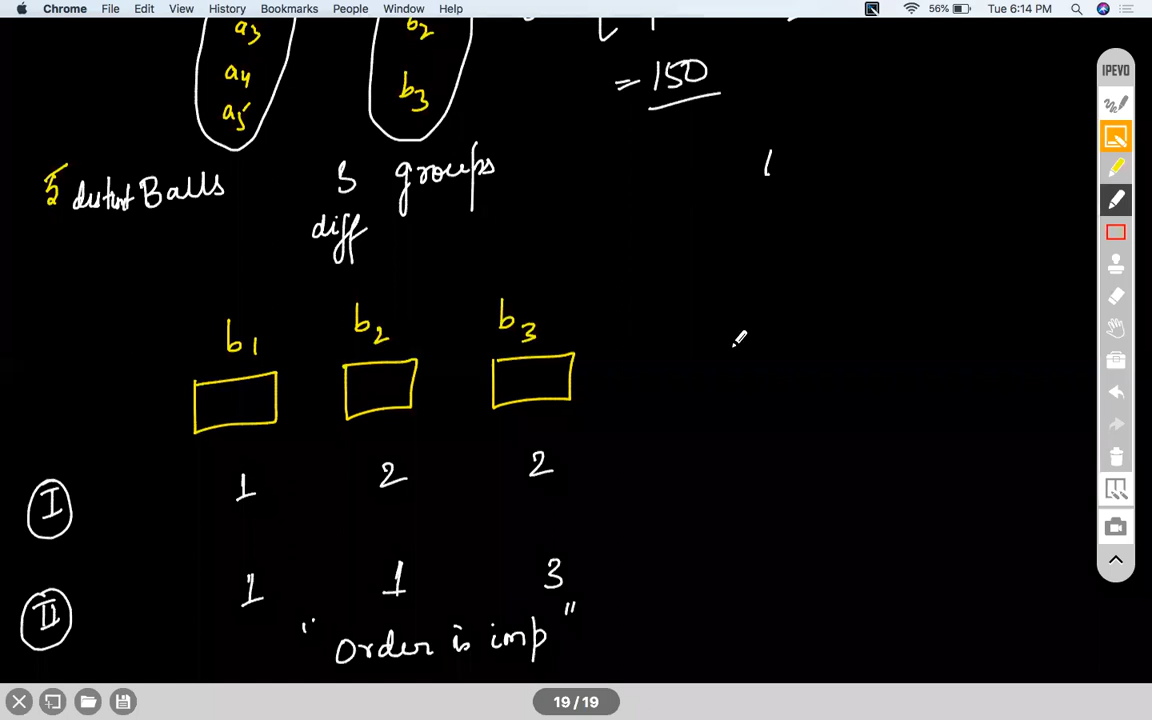 Chrome File Edit View History Bookmarks People Window Help 56% Tue 6:14 PM
a3 b2
a4 b3 = 150
a5
IPEVO
5 distinct Balls 3 groups
diff
b1 b2 b3
1 2 2
I
1 1 3
II
" Order is imp "
19 / 19